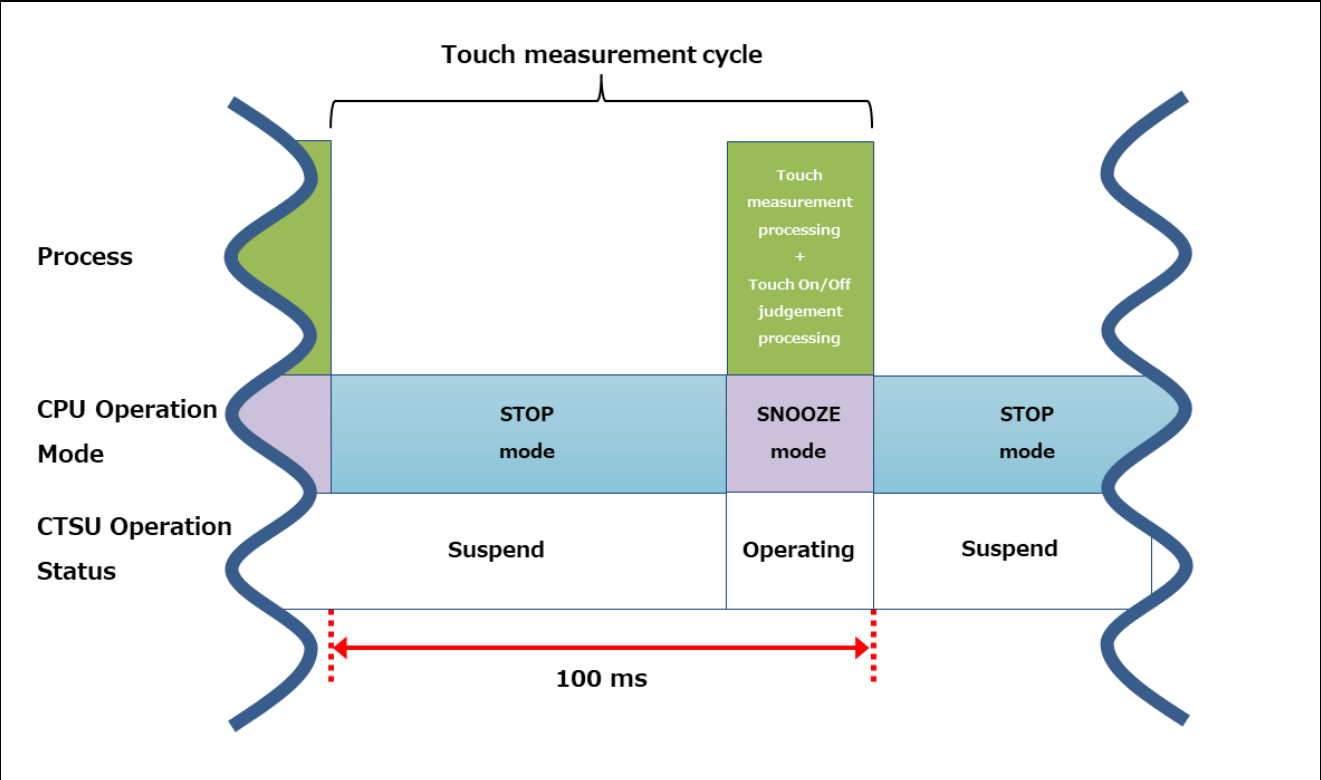 Touch measurement cycle
Touch
measurement
processing
+
Touch On/Off
judgement
processing
Process
CPU Operation
Mode
STOP
mode
SNOOZE
mode
STOP
mode
CTSU Operation
Status
Suspend
Operating
Suspend
100 ms